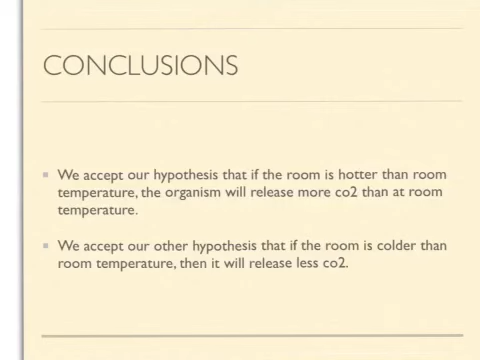 CONCLUSIONS
We accept our hypothesis that if the room is hotter than room
temperature, the organism will release more co2 than at room
temperature.
We accept our other hypothesis that if the room is colder than
room temperature, then it will release less co2.